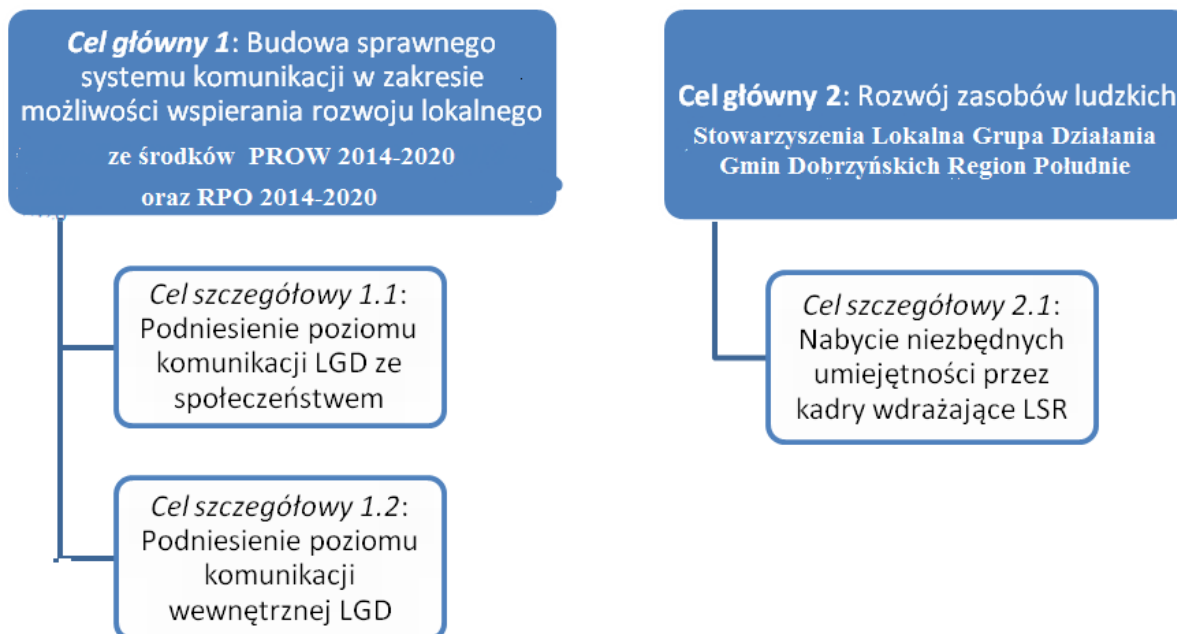 Cel główny 1: Budowa sprawnego
systemu komunikacji w zakresie
możliwości wspierania rozwoju lokalnego
ze środków PROW 2014-2020
oraz RPO 2014-2020
Cel szczegółowy 1.1:
Podniesienie poziomu
komunikacji LGD ze
społeczeństwem
Cel szczegółowy 1.2:
Podniesienie poziomu
komunikacji
wewnętrznej LGD
Cel główny 2: Rozwój zasobów ludzkich
Stowarzyszenia Lokalna Grupa Działania
Gmin Dobrzyńskich Region Południe
Cel szczegółowy 2.1:
Nabycie niezbędnych
umiejętności przez
kadry wdrażające LSR